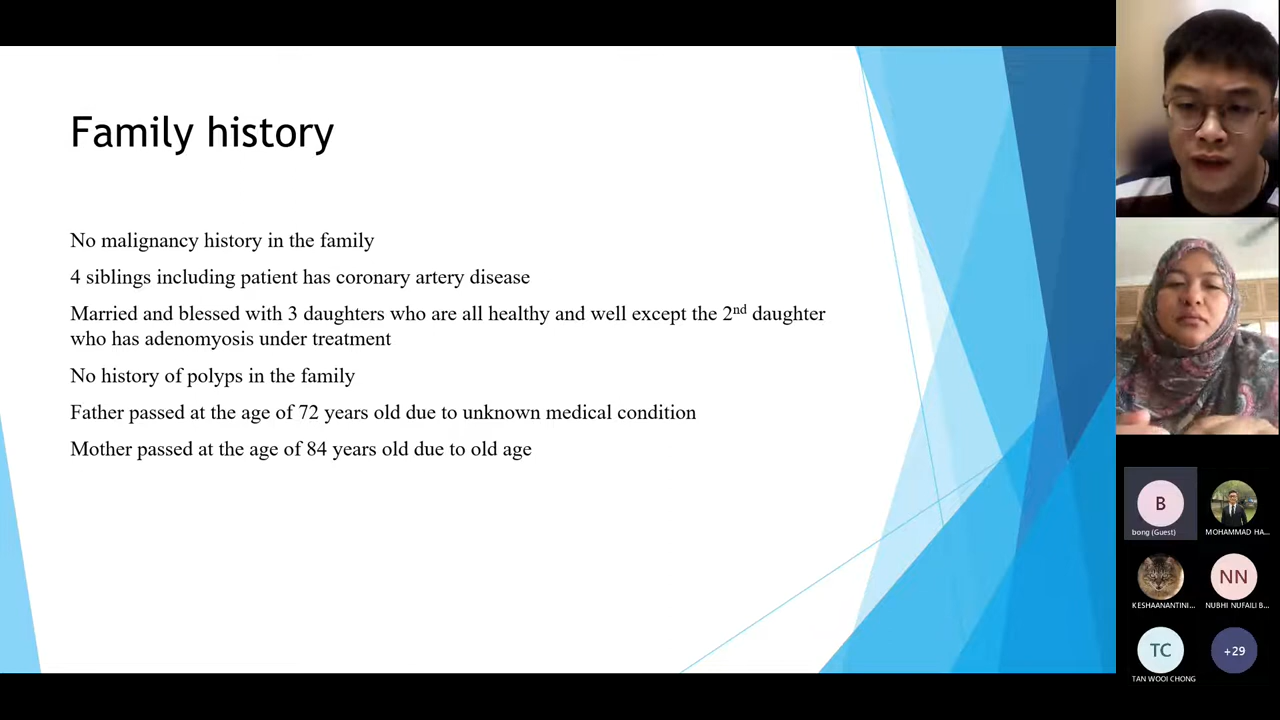 Family history
No malignancy history in the family
4 siblings including patient has coronary artery disease
Married and blessed with 3 daughters who are all healthy and well except the 2nd daughter
who has adenomyosis under treatment
No history of polyps in the family
Father passed at the age of 72 years old due to unknown medical condition
Mother passed at the age of 84 years old due to old age
B
bong (Guest)
MOHAMMAD HA...
KESHAANANTINI...
NN
NUBHI NUFAILI B...
TC
TAN WOOI CHONG
+29